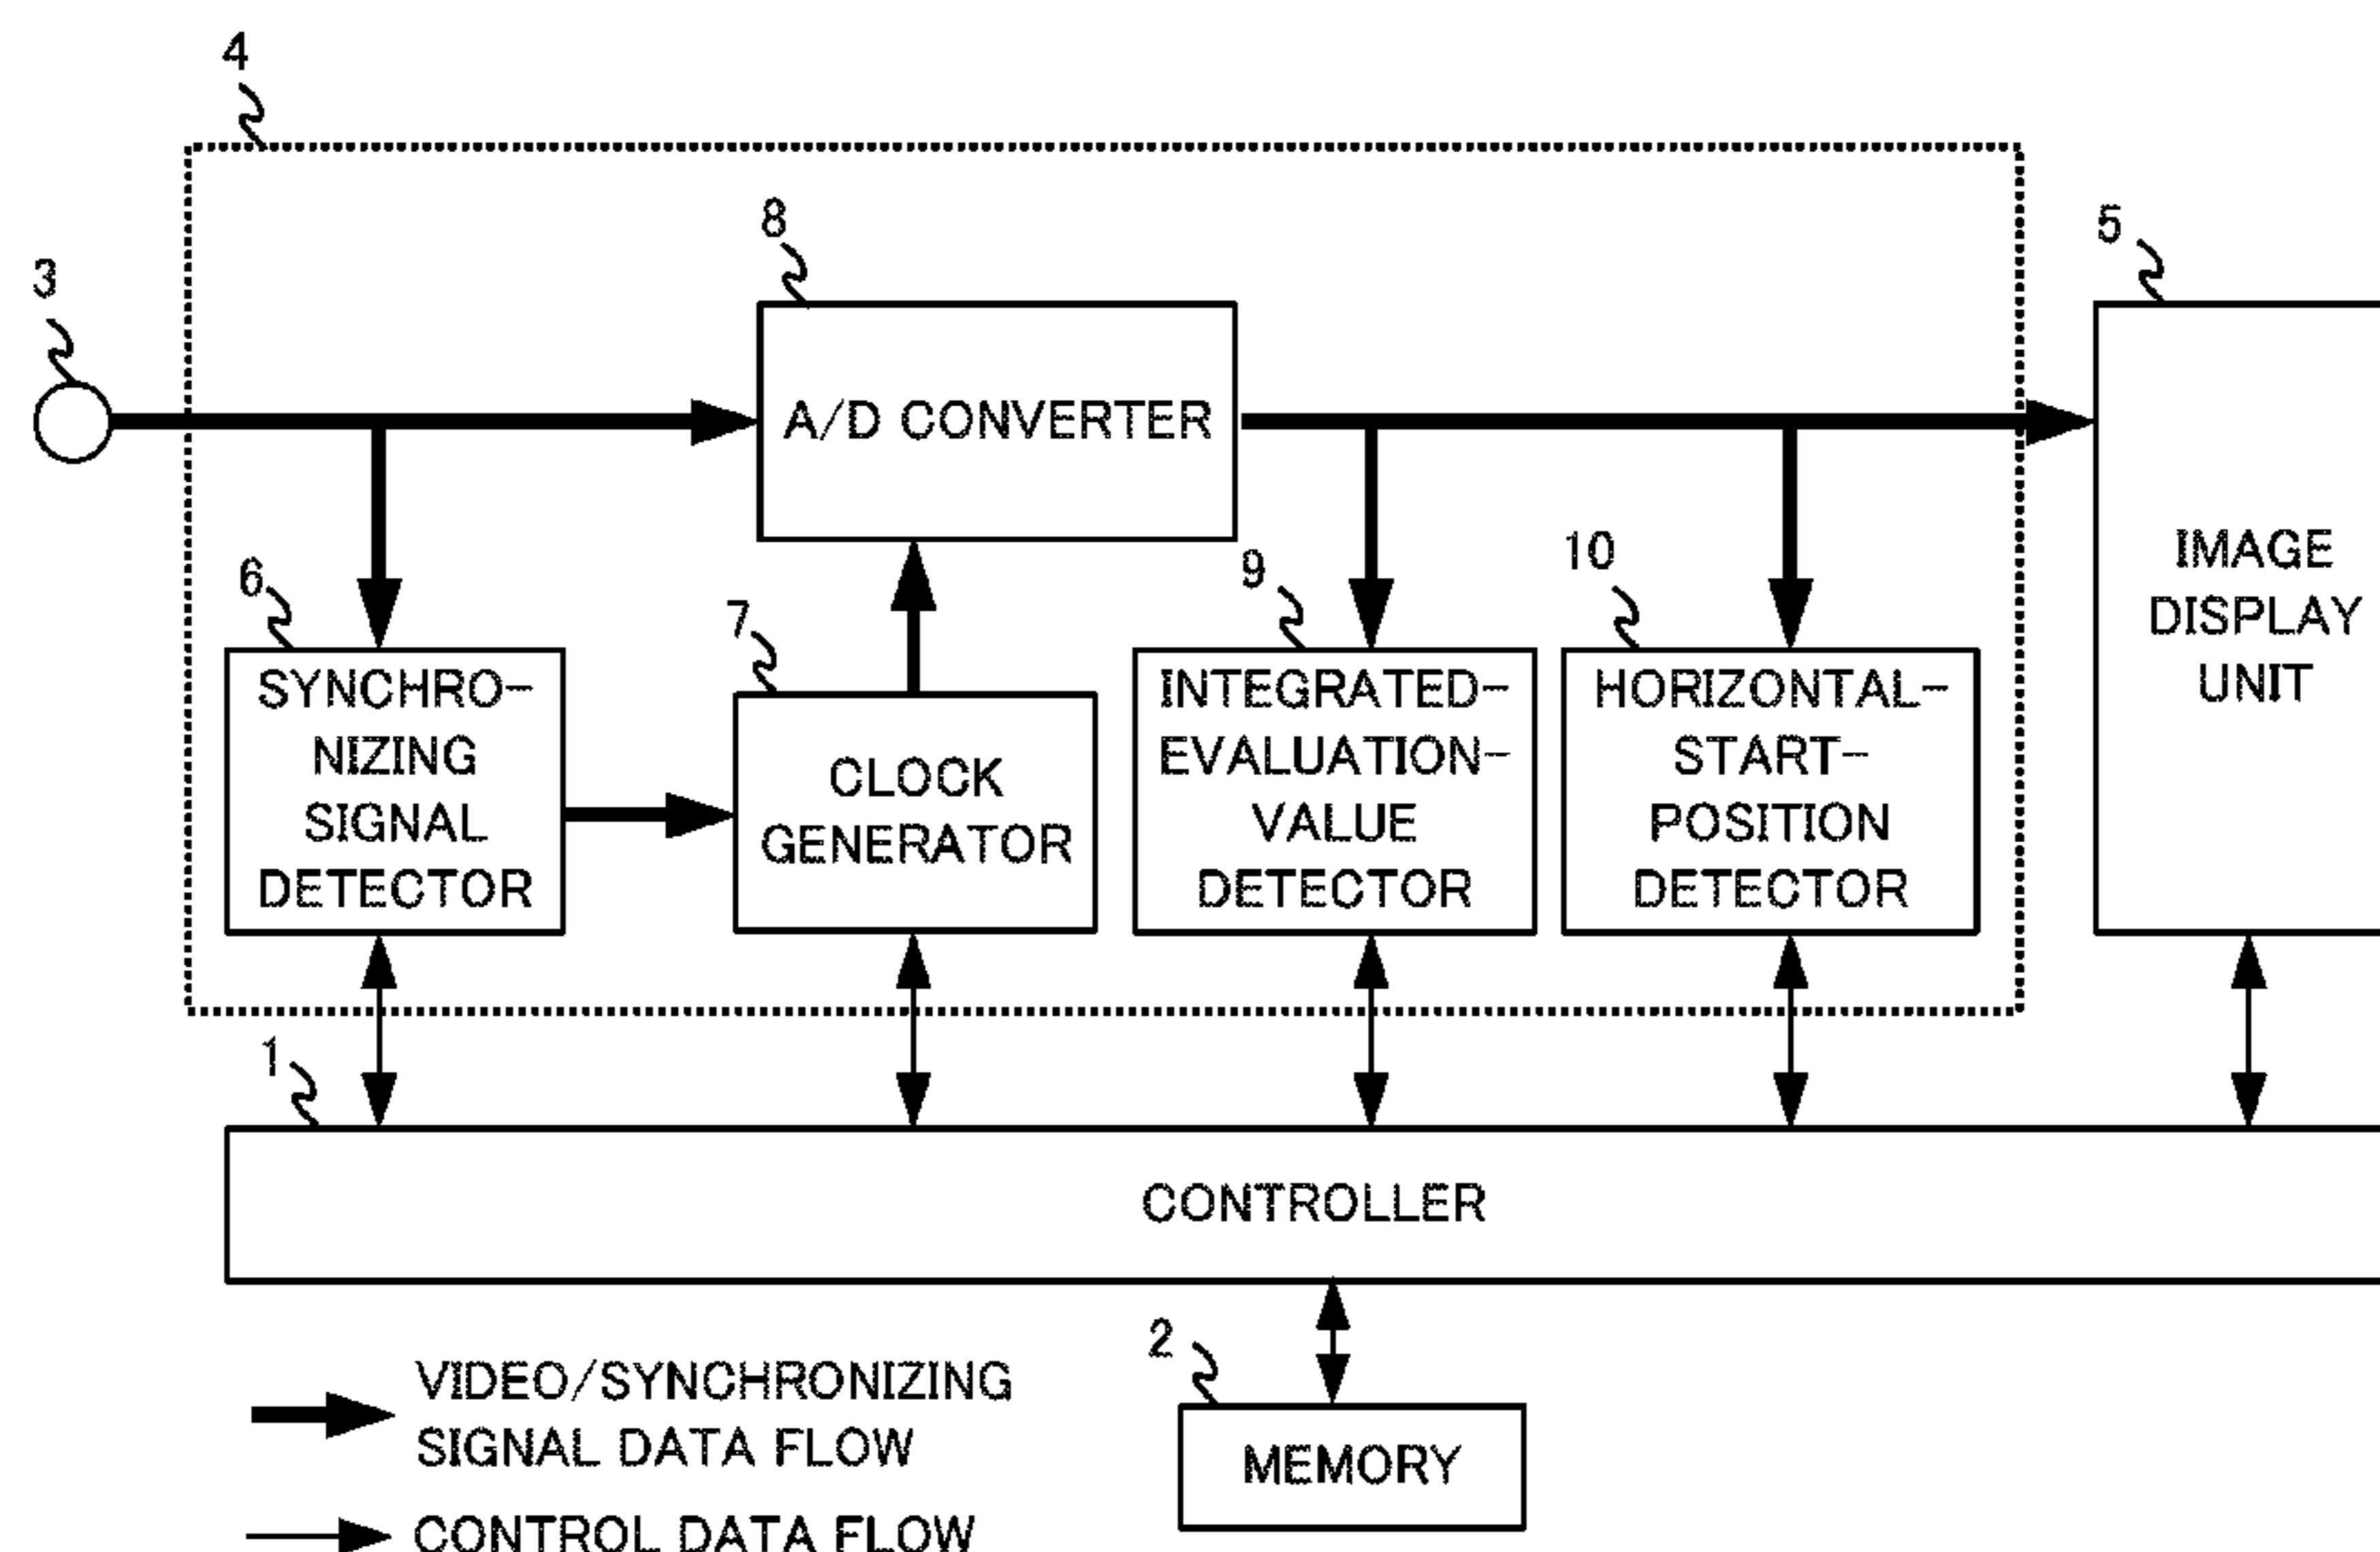 4
8
5
3
A/D CONVERTER
IMAGE
DISPLAY
UNIT
6
7
9
10
SYNCHRO-
NIZING
SIGNAL
DETECTOR
CLOCK
GENERATOR
INTEGRATED-
EVALUATION-
VALUE
DETECTOR
HORIZONTAL-
START-
POSITION
DETECTOR
1
CONTROLLER
2
MEMORY
VIDEO/SYNCHRONIZING
SIGNAL DATA FLOW
CONTROL DATA FLOW